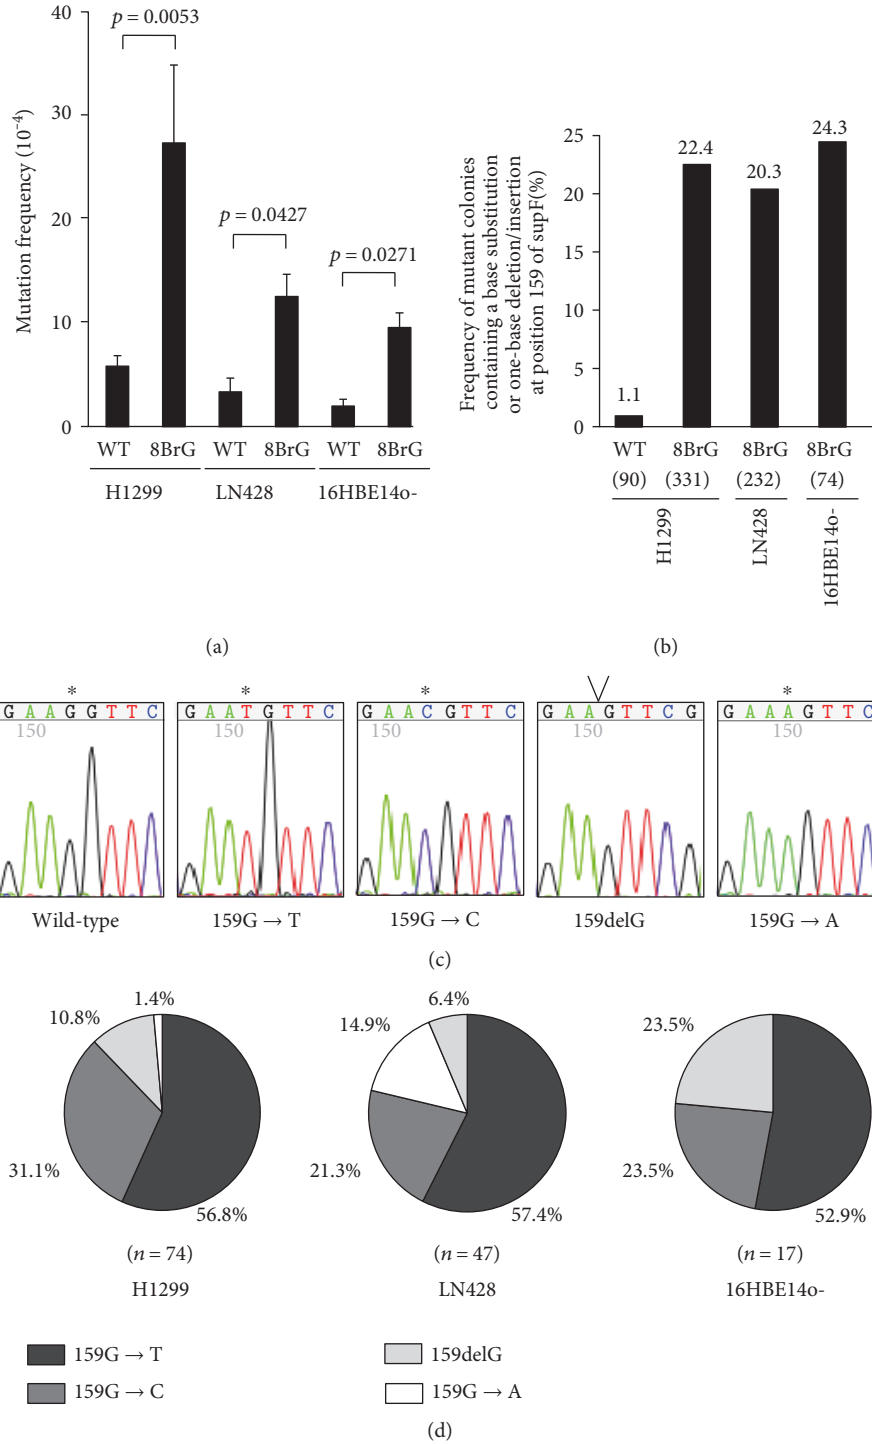 Mutation frequency (10⁻⁴)
40
30
20
10
0
p = 0.0053
p = 0.0427
p = 0.0271
WT 8BrG WT 8BrG WT 8BrG
H1299 LN428 16HBE14o-
(a)
Frequency of mutant colonies
containing a base substitution
or one-base deletion/insertion
at position 159 of supF(%)
25
20
15
10
5
0
1.1
22.4
20.3
24.3
WT 8BrG 8BrG 8BrG
(90) (331) (232) (74)
H1299
LN428
16HBE14o-
(b)
* * * *
G A A G G T T C
150
Wild-type
G A A T G T T C
150
159G → T
G A A C G T T C
150
159G → C
G A A G T T C G
150
159delG
G A A A G T T C
150
159G → A
(c)
1.4%
10.8%
31.1%
56.8%
(n = 74)
H1299
6.4%
14.9%
21.3%
57.4%
(n = 47)
LN428
23.5%
23.5%
52.9%
(n = 17)
16HBE14o-
159G → T
159G → C
159delG
159G → A
(d)